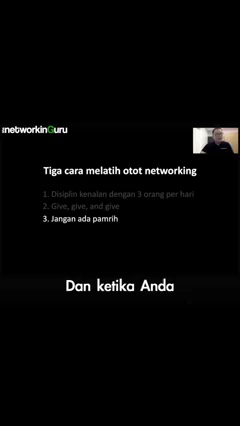 THE networkinGuru
Tiga cara melatih otot networking
1. Disiplin kenalan dengan 3 orang per hari
2. Give, give, and give
3. Jangan ada pamrih
Dan ketika Anda